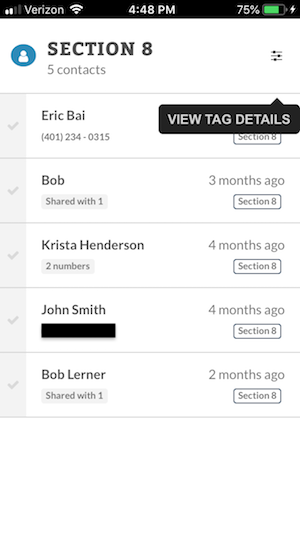 Verizon 4:48 PM 75%
SECTION 8
5 contacts
VIEW TAG DETAILS
Eric Bai
(401) 234 - 0315 Section 8
Bob 3 months ago
Shared with 1 Section 8
Krista Henderson 4 months ago
2 numbers Section 8
John Smith 4 months ago
Section 8
Bob Lerner 2 months ago
Shared with 1 Section 8